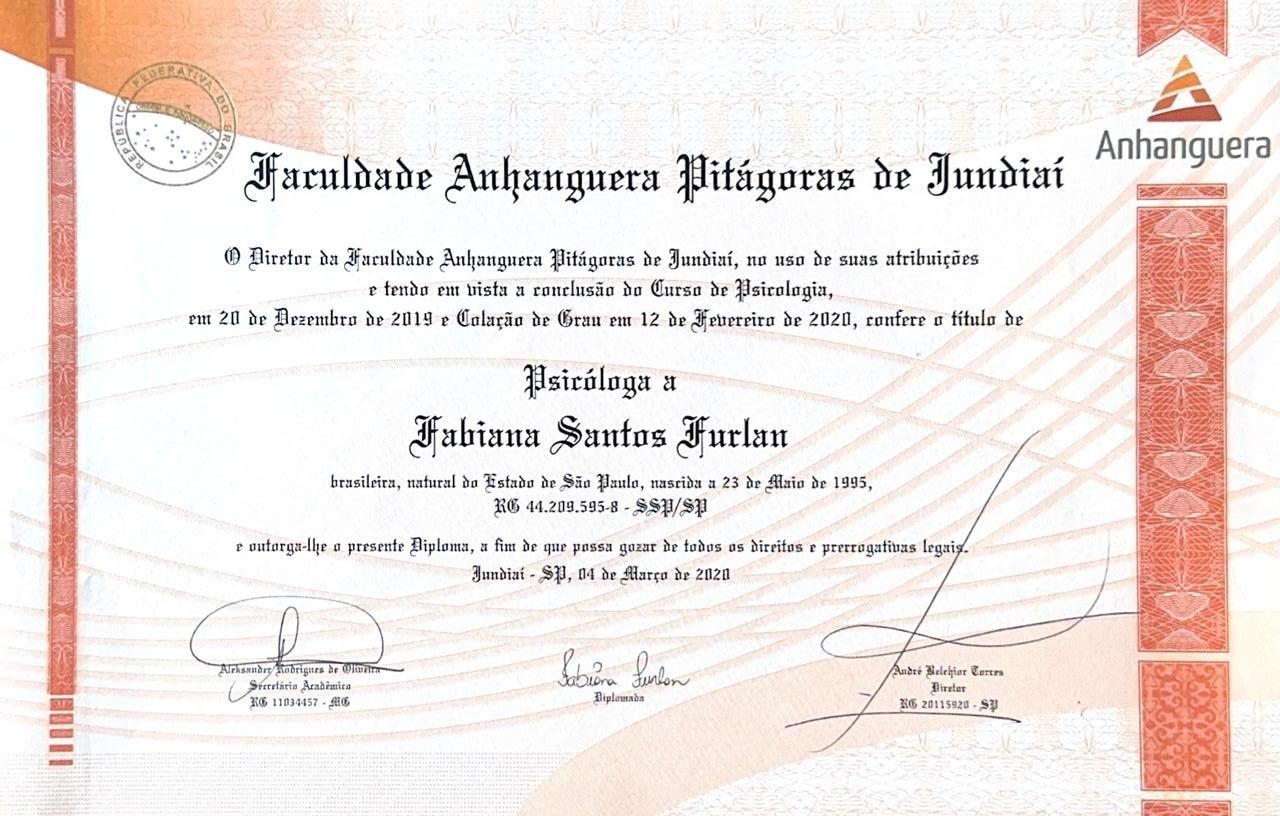 REPÚBLICA FEDERATIVA DO BRASIL
Anhanguera
Faculdade Anhanguera Pitágoras de Jundiaí
O Diretor da Faculdade Anhanguera Pitágoras de Jundiaí, no uso de suas atribuições
e tendo em vista a conclusão do Curso de Psicologia,
em 20 de Dezembro de 2019 e Colação de Grau em 12 de Fevereiro de 2020, confere o título de
Psicóloga a
Fabiana Santos Furlan
brasileira, natural do Estado de São Paulo, nascida a 23 de Maio de 1995,
RG 44.209.595-8 - SSP/SP
e outorga-lhe o presente Diploma, a fim de que possa gozar de todos os direitos e prerrogativas legais.
Jundiaí - SP, 04 de Março de 2020
Fabiana Furlan
Aleksander Rodrigues de Oliveira
Secretário Acadêmico
RG 11034457 - MG
Diplomada
André Belchior Torres
Diretor
RG 20115920 - SP